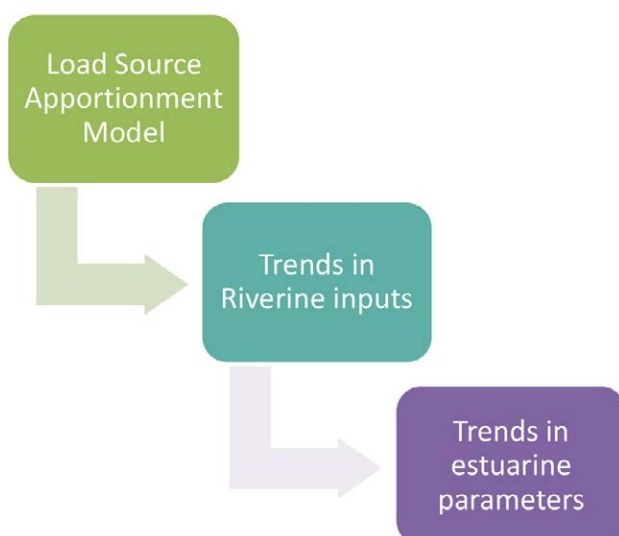 Load Source
Apportionment
Model
Trends in
Riverine inputs
Trends in
estuarine
parameters